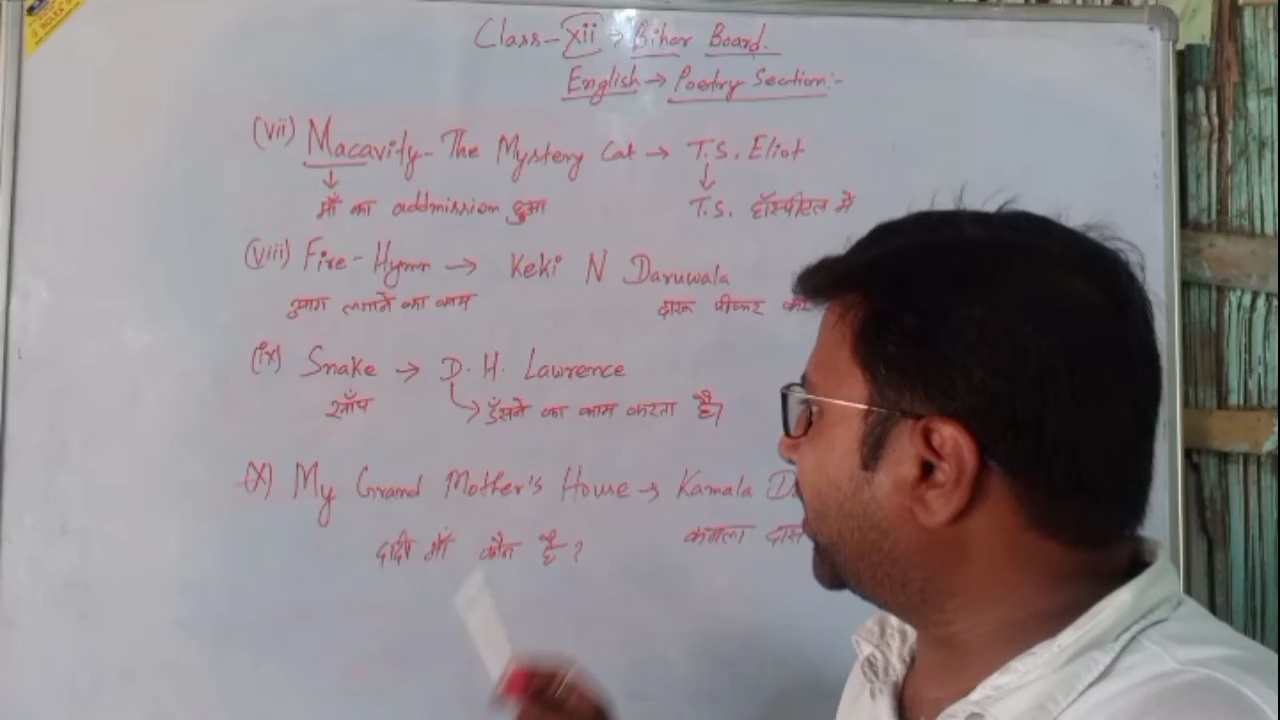 Class-xii → Bihar Board.
English → Poetry Section:-
(vii) Macavity - The Mystery Cat → T.S. Eliot
↓ ↓
माँ का addmission हुआ T.S. हॉस्पीटल में
(viii) Fire-Hymn → Keki N Daruwala
आग लगाने का काम दारू पीकर
(ix) Snake → D. H. Lawrence
साँप → डँसने का काम करता है।
(X) My Grand Mother's House → Kamala
दादी माँ कौन है? कमला दास